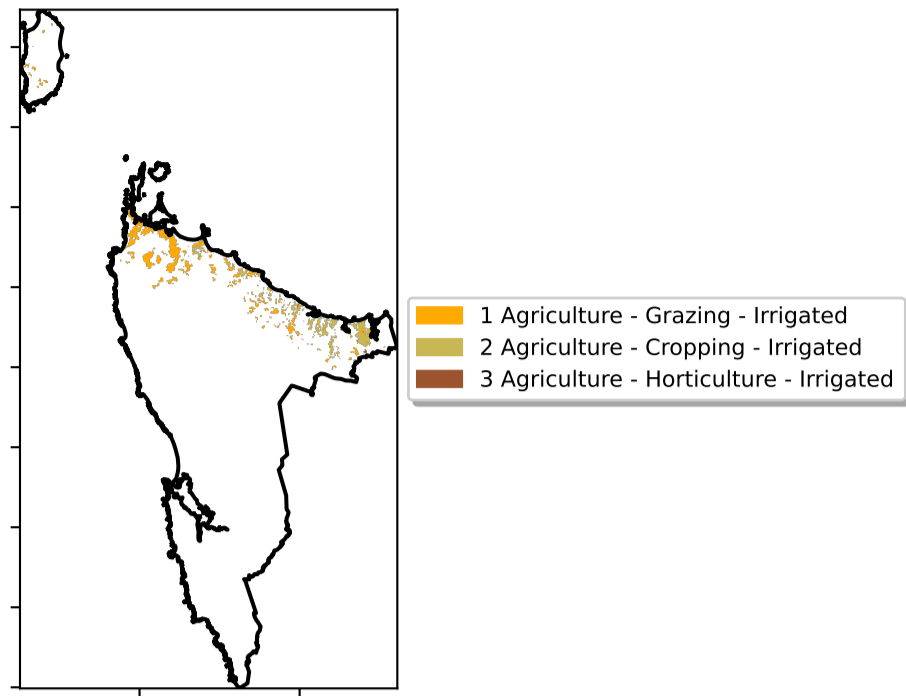 1 Agriculture - Grazing - Irrigated
2 Agriculture - Cropping - Irrigated
3 Agriculture - Horticulture - Irrigated